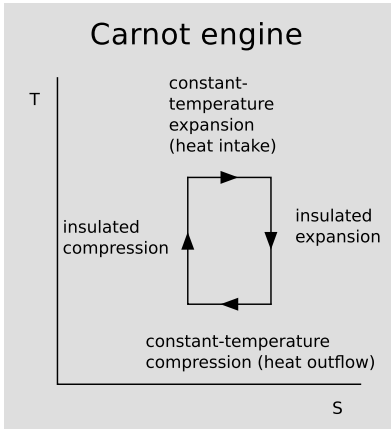 Carnot engine
T
constant-
temperature
expansion
(heat intake)
insulated
compression
insulated
expansion
constant-temperature
compression (heat outflow)
S